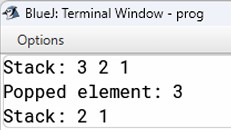 BlueJ: Terminal Window - prog
Options
Stack: 3 2 1
Popped element: 3
Stack: 2 1